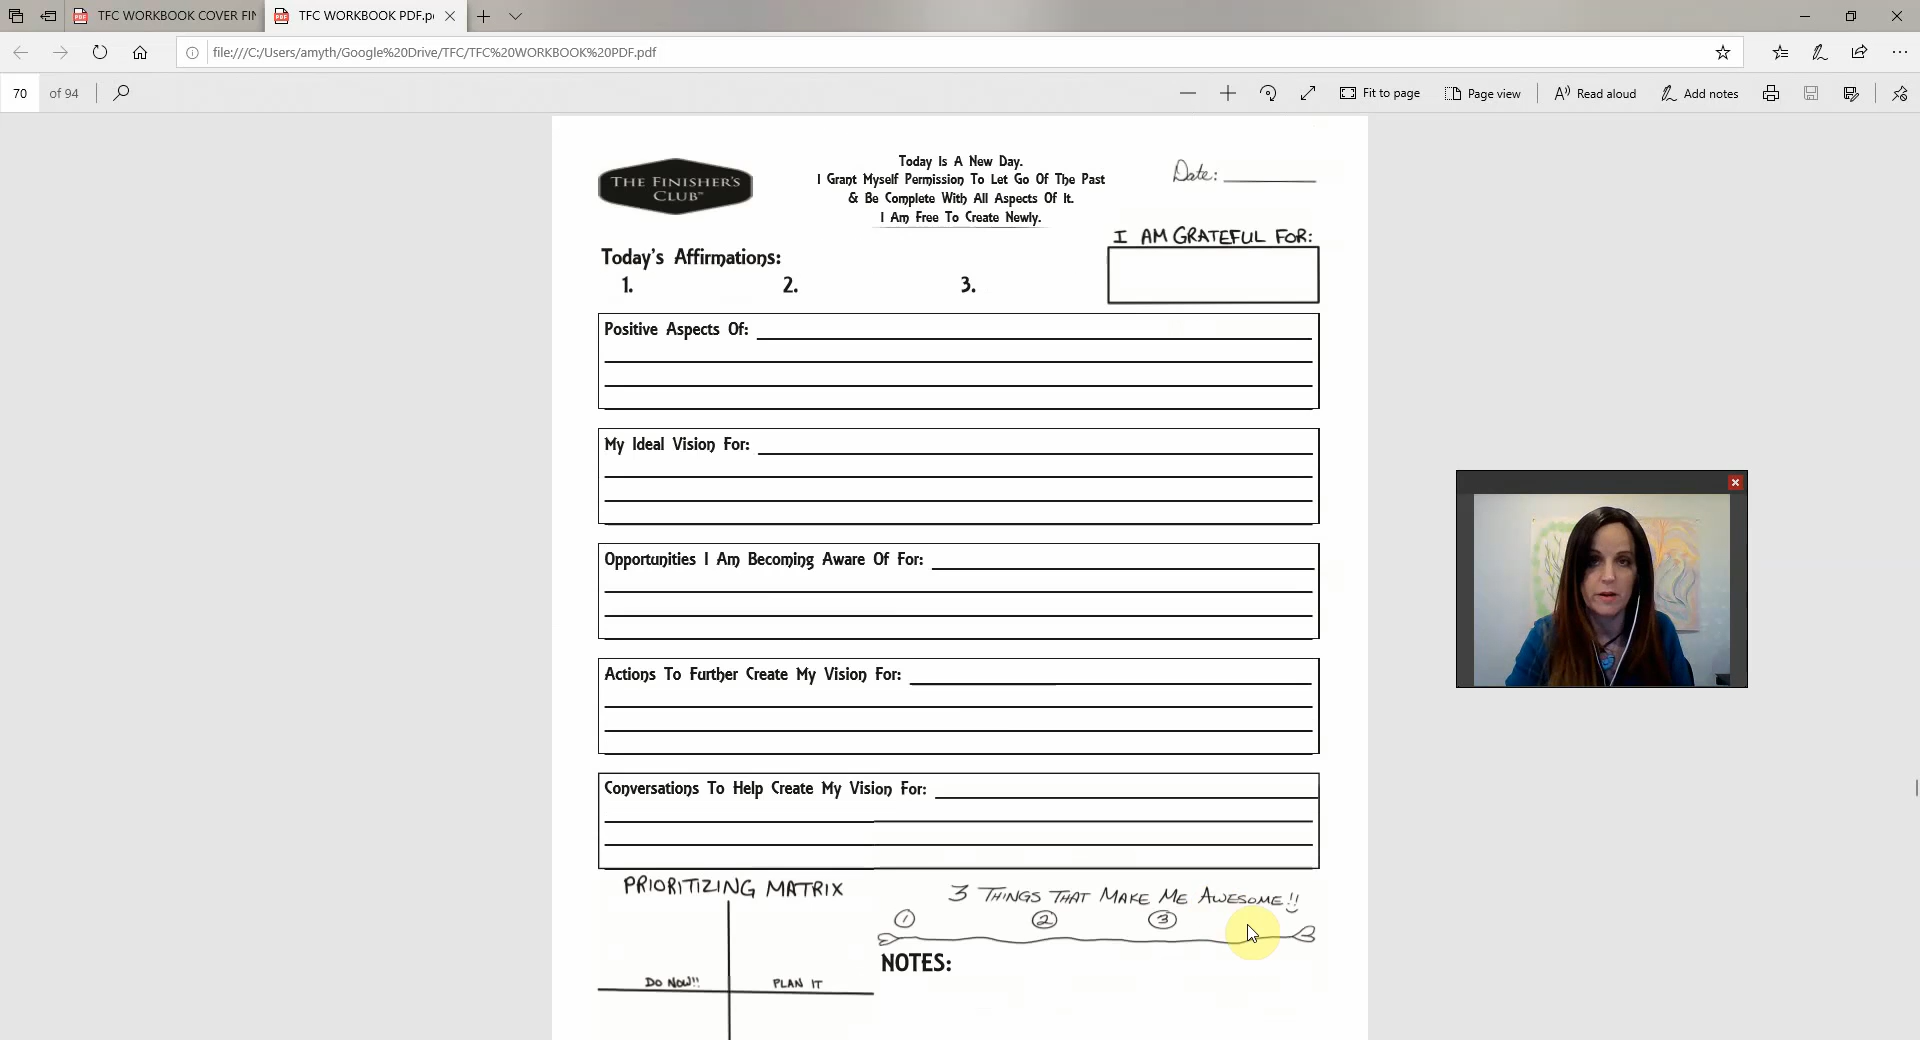 TFC WORKBOOK COVER FIN
TFC WORKBOOK PDF.p
file:///C:/Users/amyth/Google%20Drive/TFC/TFC%20WORKBOOK%20PDF.pdf
70 of 94
Fit to page
Page view
Read aloud
Add notes
THE FINISHER'S
CLUB™
Today Is A New Day.
I Grant Myself Permission To Let Go Of The Past
& Be Complete With All Aspects Of It.
I Am Free To Create Newly.
Date:
I AM GRATEFUL FOR:
Today's Affirmations:
1. 2. 3.
Positive Aspects Of:
My Ideal Vision For:
Opportunities I Am Becoming Aware Of For:
Actions To Further Create My Vision For:
Conversations To Help Create My Vision For:
PRIORITIZING MATRIX
DO NOW!! PLAN IT
3 THINGS THAT MAKE ME AWESOME!!
1 2 3
NOTES: